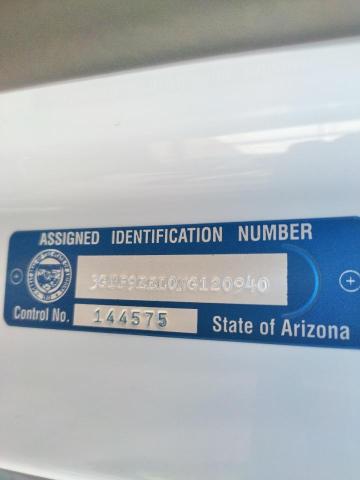 ASSIGNED IDENTIFICATION NUMBER
Control No. 144575
State of Arizona